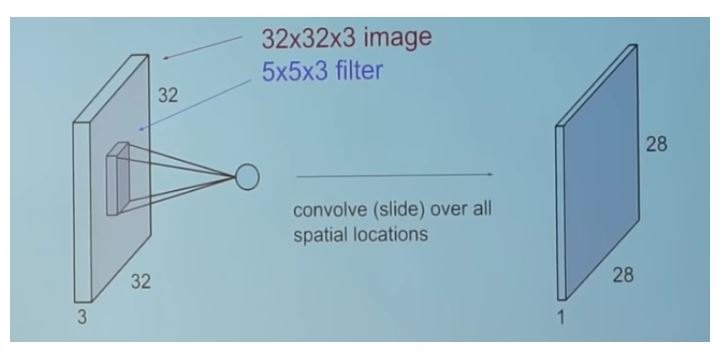 32x32x3 image
5x5x3 filter
32
32
3
convolve (slide) over all
spatial locations
28
28
1